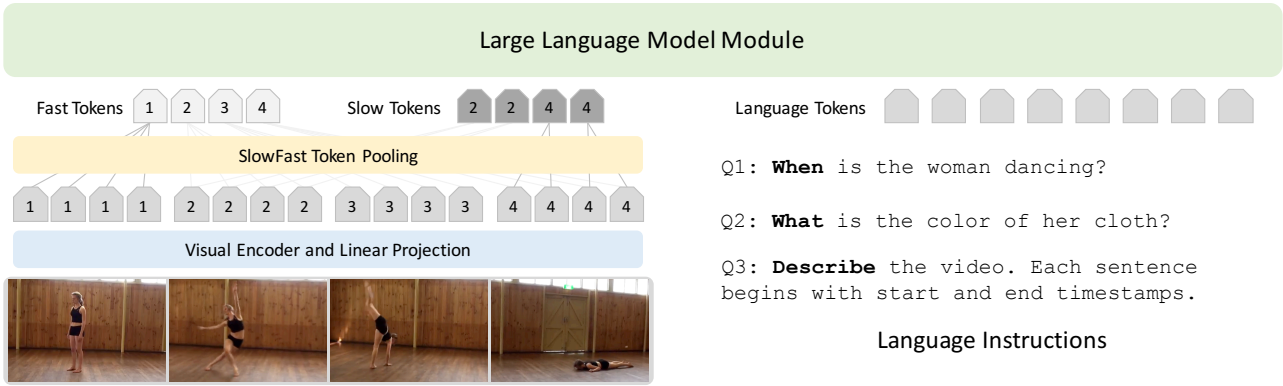 Large Language Model Module
Fast Tokens 1 2 3 4 Slow Tokens 2 2 4 4 Language Tokens
SlowFast Token Pooling
1 1 1 1 2 2 2 2 3 3 3 3 4 4 4 4
Visual Encoder and Linear Projection
Q1: When is the woman dancing?
Q2: What is the color of her cloth?
Q3: Describe the video. Each sentence
begins with start and end timestamps.
Language Instructions